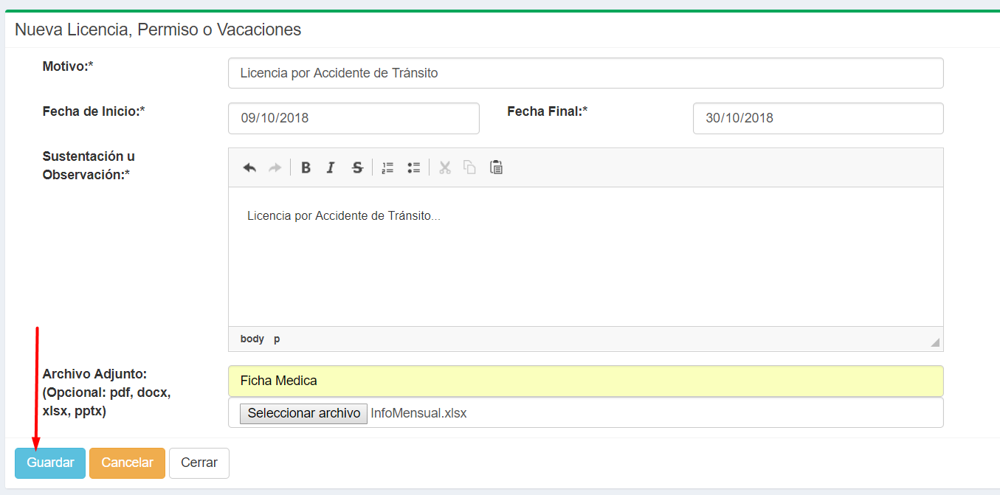 Nueva Licencia, Permiso o Vacaciones
Motivo:*
Licencia por Accidente de Tránsito
Fecha de Inicio:*
09/10/2018
Fecha Final:*
30/10/2018
Sustentación u
Observación:*
B I S
Licencia por Accidente de Tránsito...
body p
Archivo Adjunto:
(Opcional: pdf, docx,
xlsx, pptx)
Ficha Medica
Seleccionar archivo InfoMensual.xlsx
Guardar Cancelar Cerrar